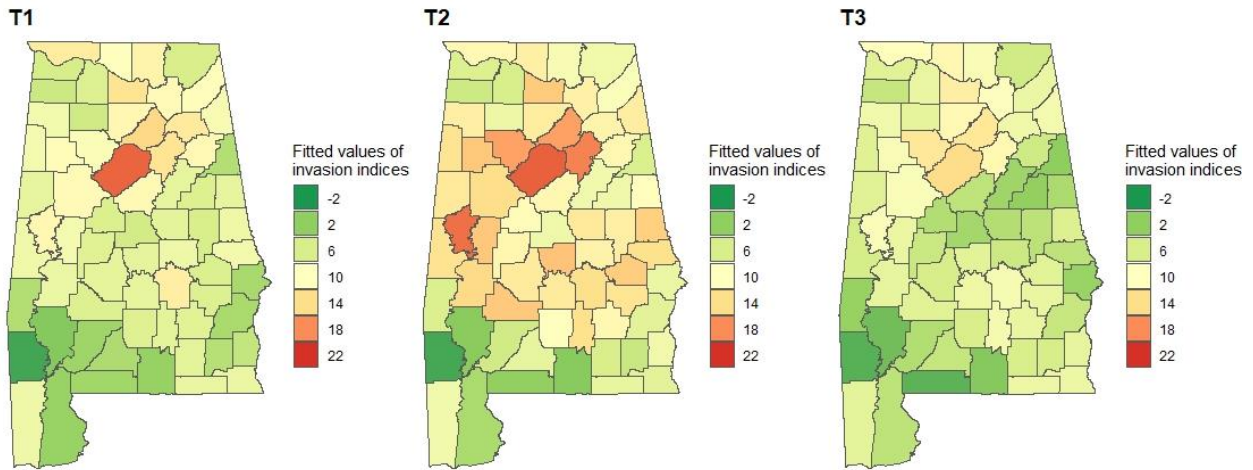 T1
Fitted values of
invasion indices
-2
2
6
10
14
18
22
T2
Fitted values of
invasion indices
-2
2
6
10
14
18
22
T3
Fitted values of
invasion indices
-2
2
6
10
14
18
22